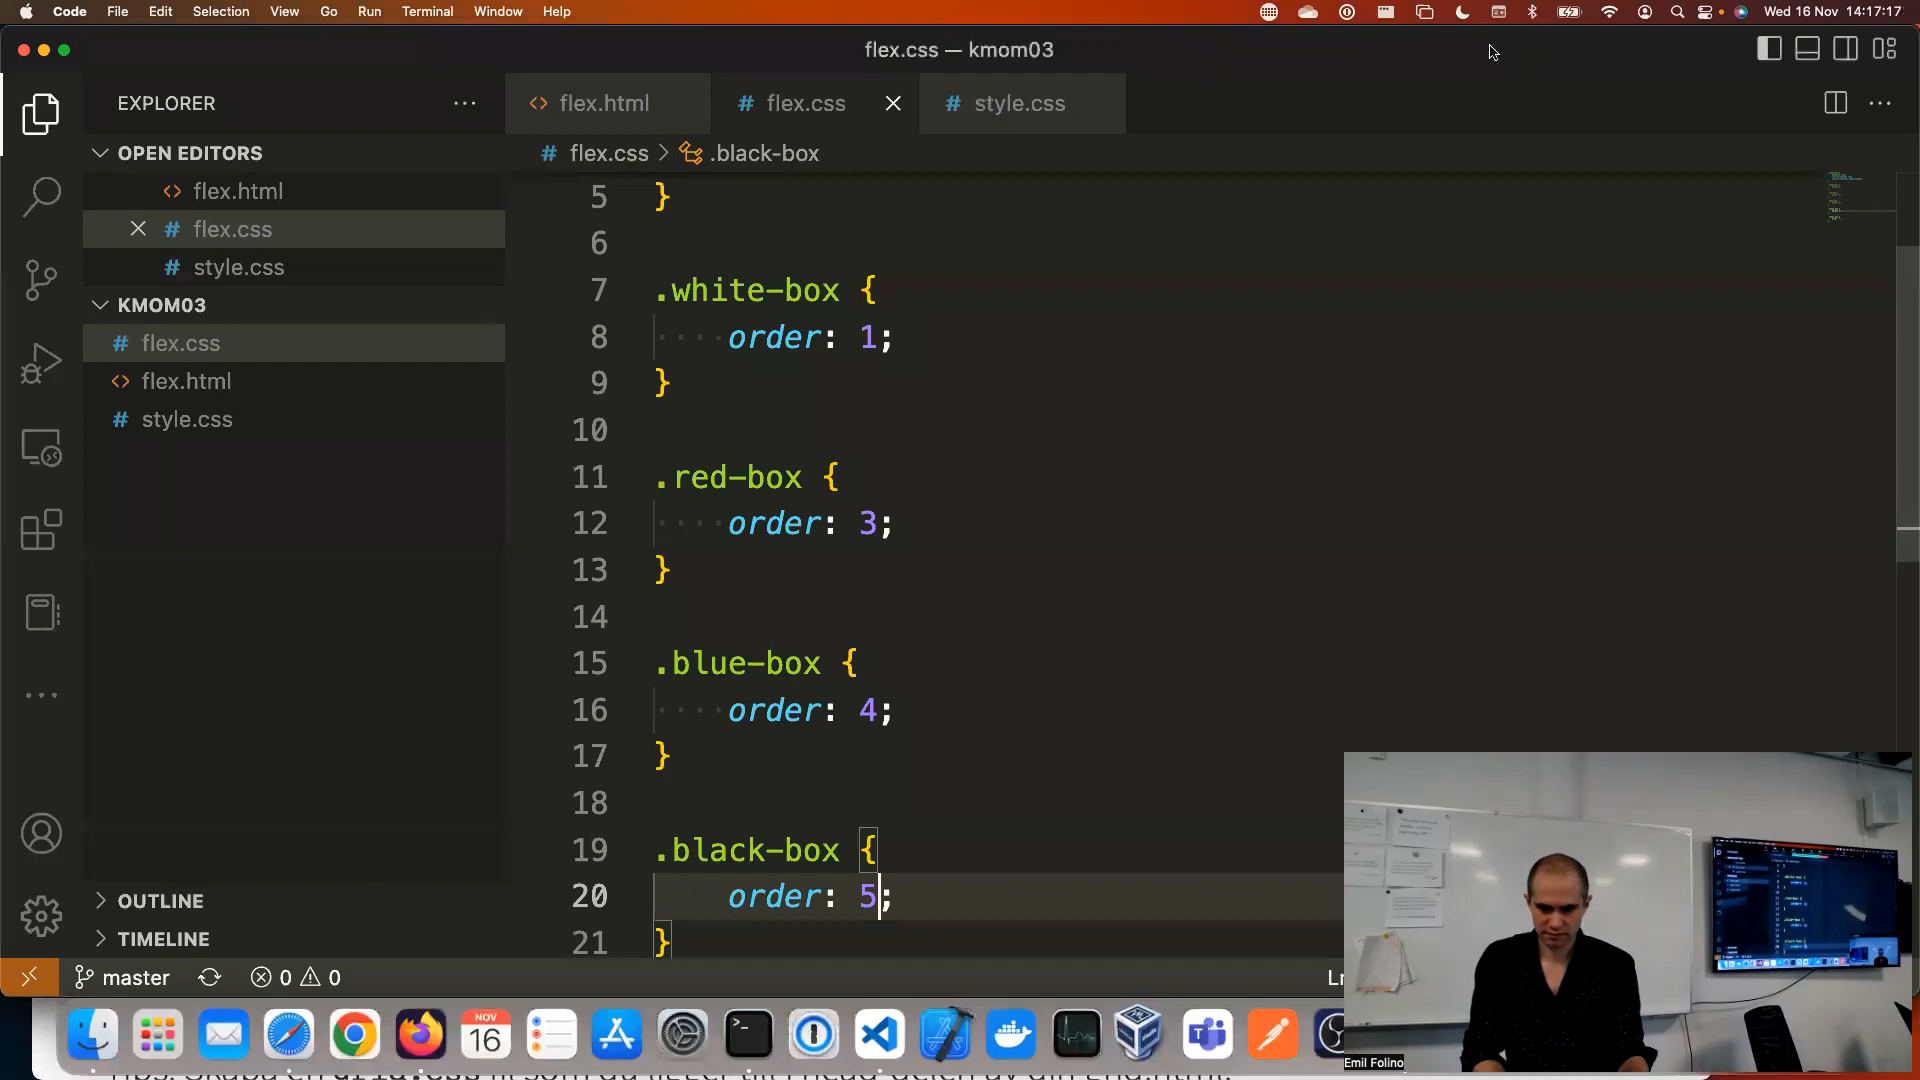 Code File Edit Selection View Go Run Terminal Window Help
Wed 16 Nov 14:17:17
flex.css — kmom03
EXPLORER
flex.html
flex.css
style.css
OPEN EDITORS
flex.html
flex.css
style.css
KMOM03
flex.css
flex.html
style.css
OUTLINE
TIMELINE
flex.css > .black-box
5 }
6
7 .white-box {
8 order: 1;
9 }
10
11 .red-box {
12 order: 3;
13 }
14
15 .blue-box {
16 order: 4;
17 }
18
19 .black-box {
20 order: 5;
21 }
master 0 0
NOV
16
Emil Folino